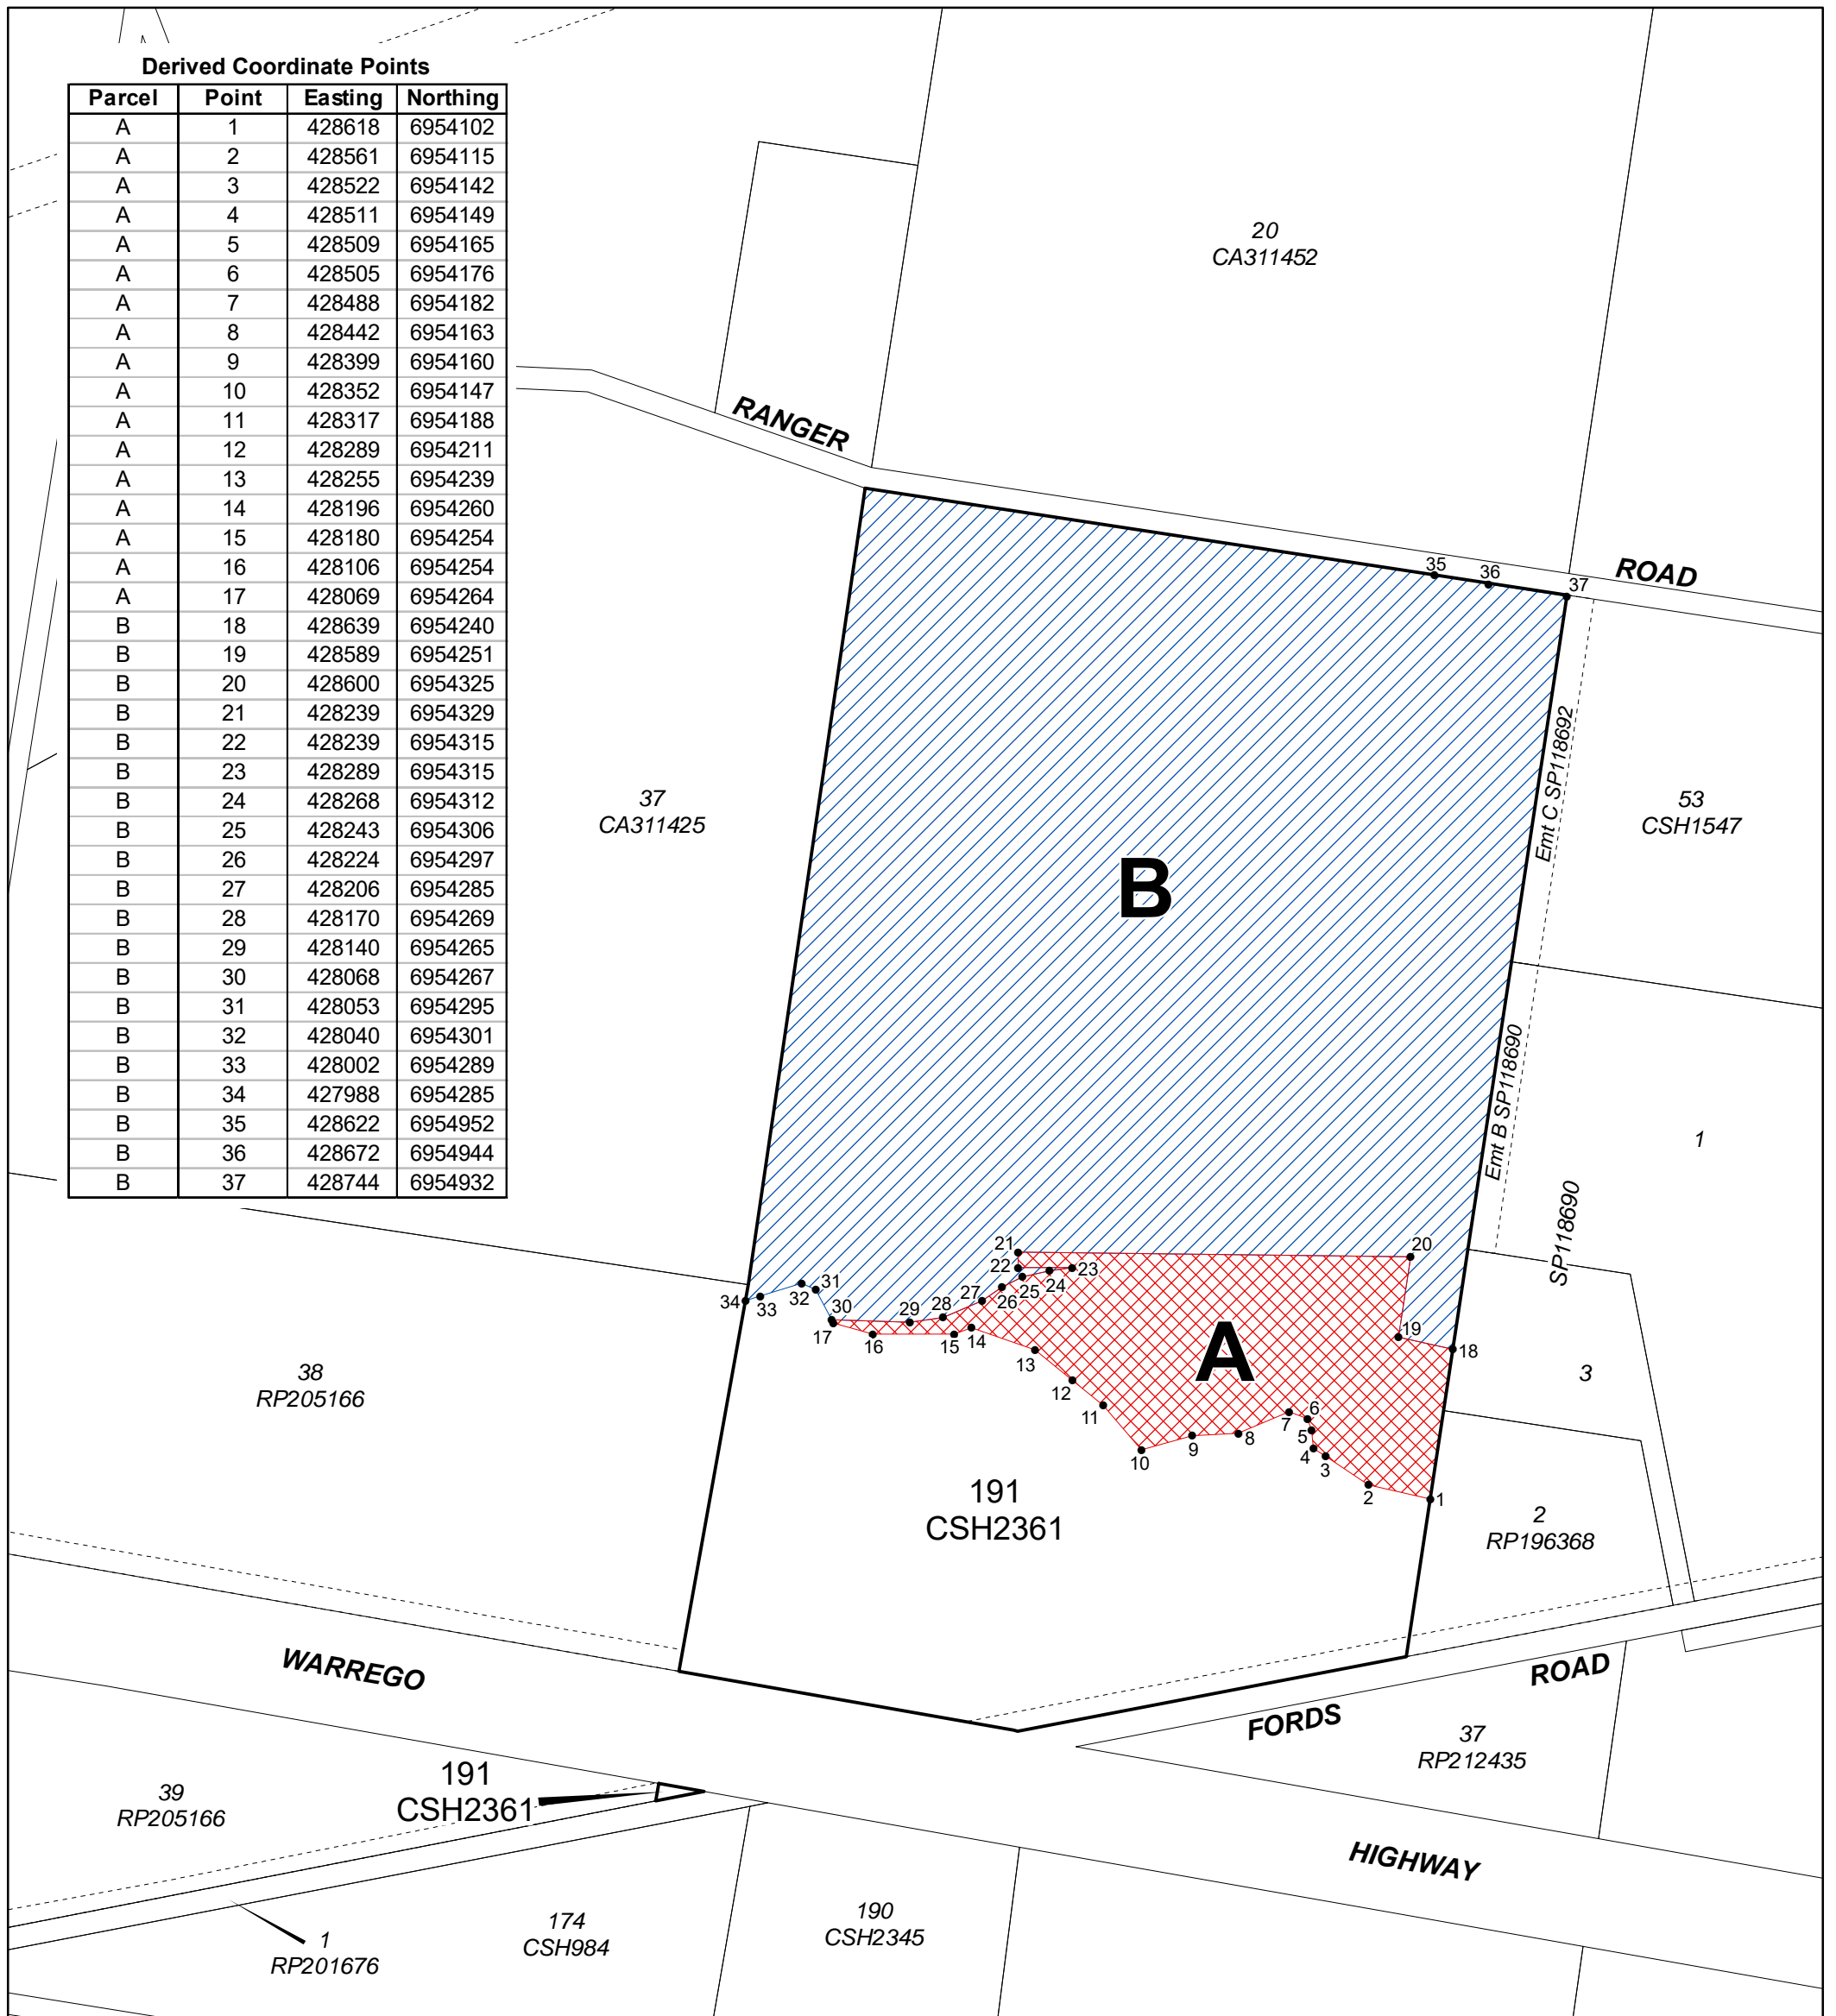 Derived Coordinate Points
Parcel Point Easting Northing
A 1 428618 6954102
A 2 428561 6954115
A 3 428522 6954142
A 4 428511 6954149
A 5 428509 6954165
A 6 428505 6954176
A 7 428488 6954182
A 8 428442 6954163
A 9 428399 6954160
A 10 428352 6954147
A 11 428317 6954188
A 12 428289 6954211
A 13 428255 6954239
A 14 428196 6954260
A 15 428180 6954254
A 16 428106 6954254
A 17 428069 6954264
B 18 428639 6954240
B 19 428589 6954251
B 20 428600 6954325
B 21 428239 6954329
B 22 428239 6954315
B 23 428289 6954315
B 24 428268 6954312
B 25 428243 6954306
B 26 428224 6954297
B 27 428206 6954285
B 28 428170 6954269
B 29 428140 6954265
B 30 428068 6954267
B 31 428053 6954295
B 32 428040 6954301
B 33 428002 6954289
B 34 427988 6954285
B 35 428622 6954952
B 36 428672 6954944
B 37 428744 6954932
20
CA311452
RANGER
ROAD
35
36
37
37
CA311425
53
CSH1547
Emt C SP118692
B
Emt B SP118690
1
SP118690
21
20
22
23
24
25
26
27
28
29
30
31
32
33
34
17
16
15
14
13
12
11
10
9
8
7
6
5
4
3
2
1
19
18
A
3
38
RP205166
191
CSH2361
2
RP196368
WARREGO
ROAD
FORDS
37
RP212435
191
CSH2361
39
RP205166
HIGHWAY
174
CSH984
190
CSH2345
1
RP201676